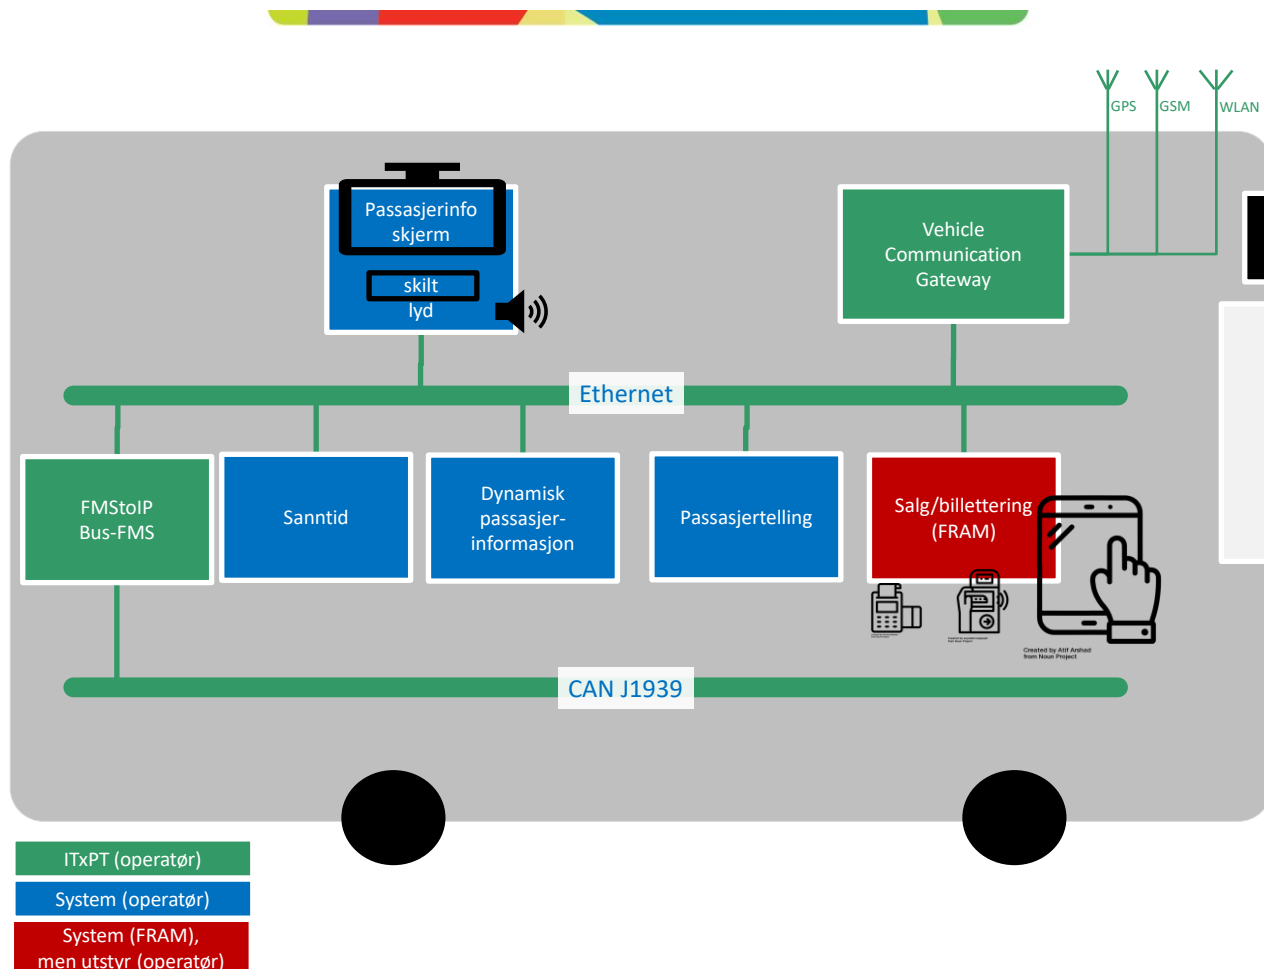 GPS
GSM
WLAN
Passasjerinfo
skjerm
skilt
lyd
Vehicle
Communication
Gateway
Ethernet
FMStoIP
Bus-FMS
Sanntid
Dynamisk
passasjer-
informasjon
Passasjertelling
Salg/billettering
(FRAM)
Created by Atif Arshad
from Noun Project
CAN J1939
ITxPT (operatør)
System (operatør)
System (FRAM),
men utstyr (operatør)